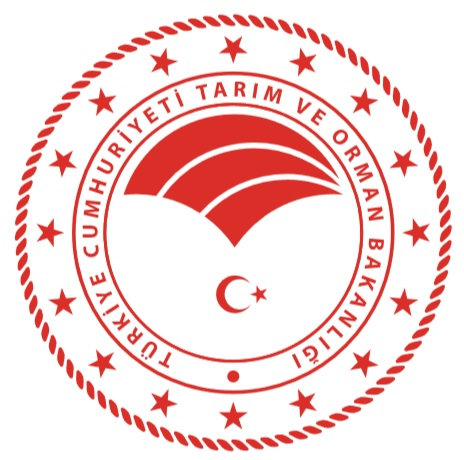 TÜRKİYE CUMHURİYETİ TARIM VE ORMAN BAKANLIĞI